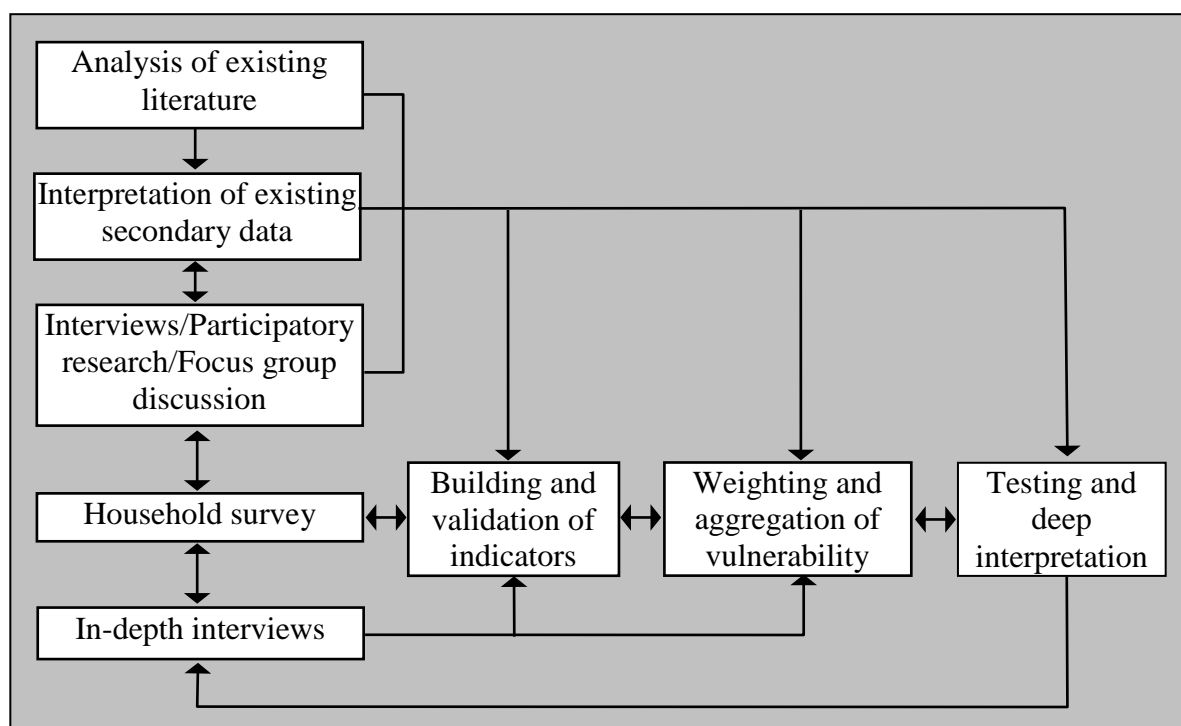 Analysis of existing
literature
Interpretation of existing
secondary data
Interviews/Participatory
research/Focus group
discussion
Household survey
In-depth interviews
Building and
validation of
indicators
Weighting and
aggregation of
vulnerability
Testing and
deep
interpretation